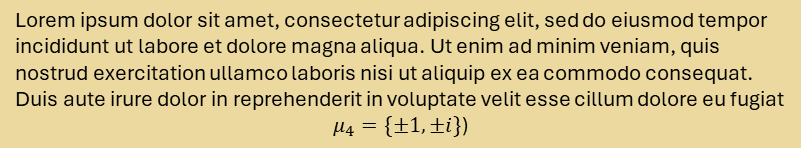 Lorem ipsum dolor sit amet, consectetur adipiscing elit, sed do eiusmod tempor
incididunt ut labore et dolore magna aliqua. Ut enim ad minim veniam, quis
nostrud exercitation ullamco laboris nisi ut aliquip ex ea commodo consequat.
Duis aute irure dolor in reprehenderit in voluptate velit esse cillum dolore eu fugiat
μ₄ = {±1, ±i})